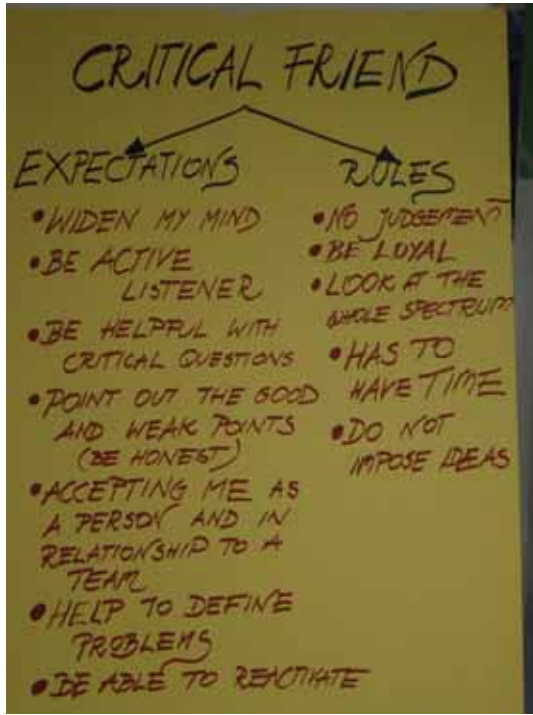 CRITICAL FRIEND
EXPECTATIONS
• WIDEN MY MIND
• BE ACTIVE
LISTENER
• BE HELPFUL WITH
CRITICAL QUESTIONS
• POINT OUT THE GOOD
AND WEAK POINTS
(BE HONEST)
• ACCEPTING ME AS
A PERSON AND IN
RELATIONSHIP TO A
TEAM
• HELP TO DEFINE
PROBLEMS
• BE ABLE TO REACTIVATE
RULES
• NO JUDGEMENT
• BE LOYAL
• LOOK AT THE
WHOLE SPECTRUM
• HAS TO
HAVE TIME
• DO NOT
IMPOSE IDEAS